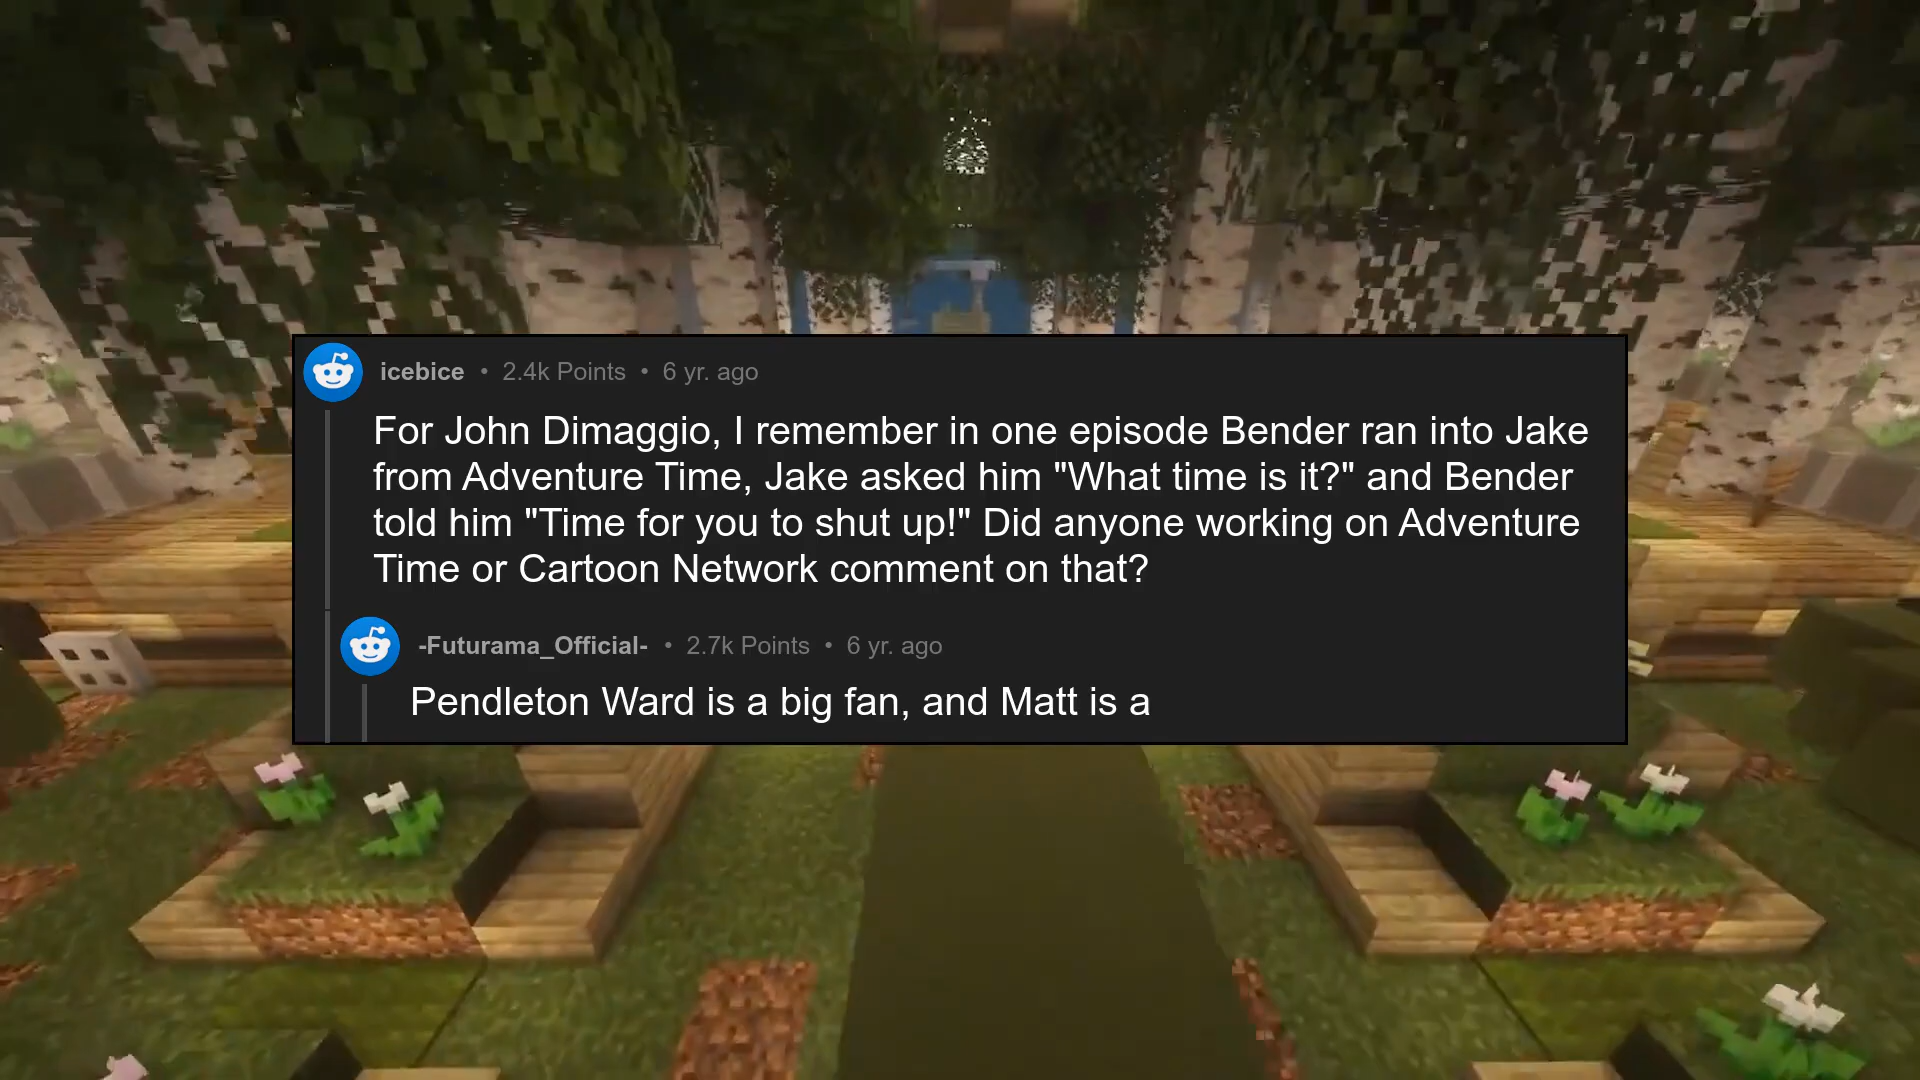 icebice • 2.4k Points • 6 yr. ago
For John Dimaggio, I remember in one episode Bender ran into Jake
from Adventure Time, Jake asked him "What time is it?" and Bender
told him "Time for you to shut up!" Did anyone working on Adventure
Time or Cartoon Network comment on that?
-Futurama_Official- • 2.7k Points • 6 yr. ago
Pendleton Ward is a big fan, and Matt is a